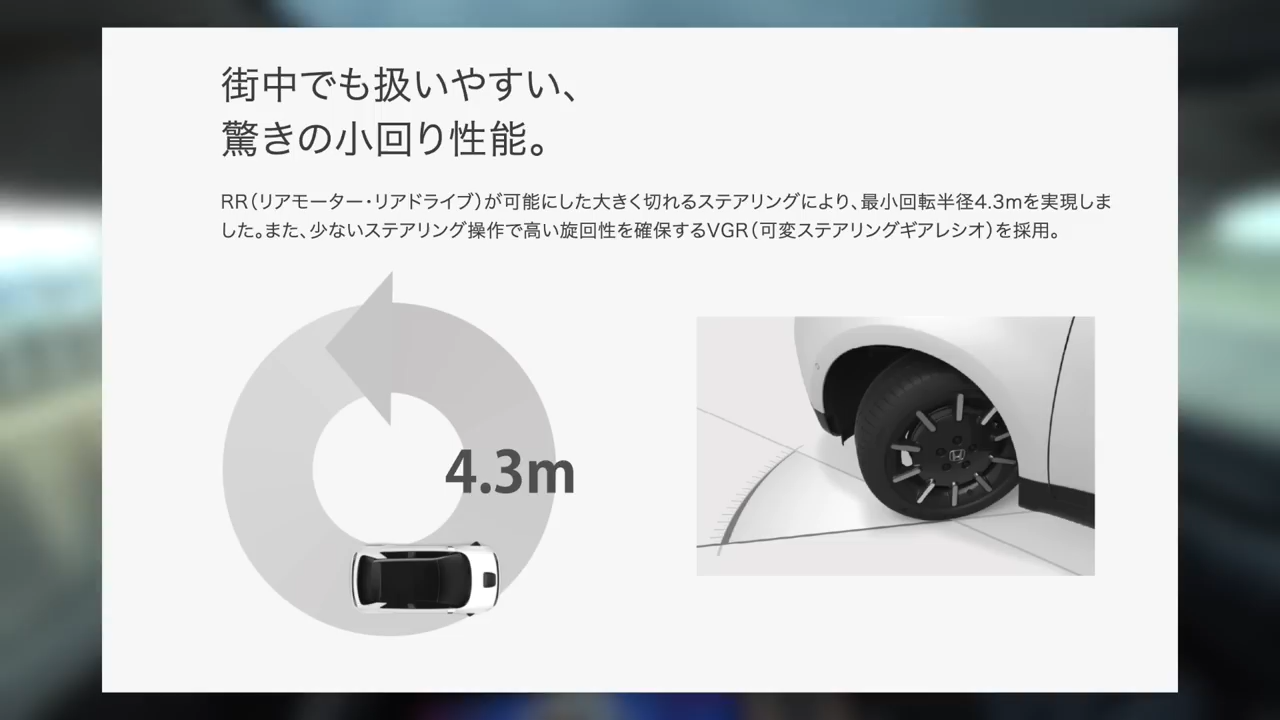 街中でも扱いやすい、
驚きの小回り性能。
RR（リアモーター・リアドライブ）が可能にした大きく切れるステアリングにより、最小回転半径4.3mを実現しま
した。また、少ないステアリング操作で高い旋回性を確保するVGR（可変ステアリングギアレシオ）を採用。
4.3m